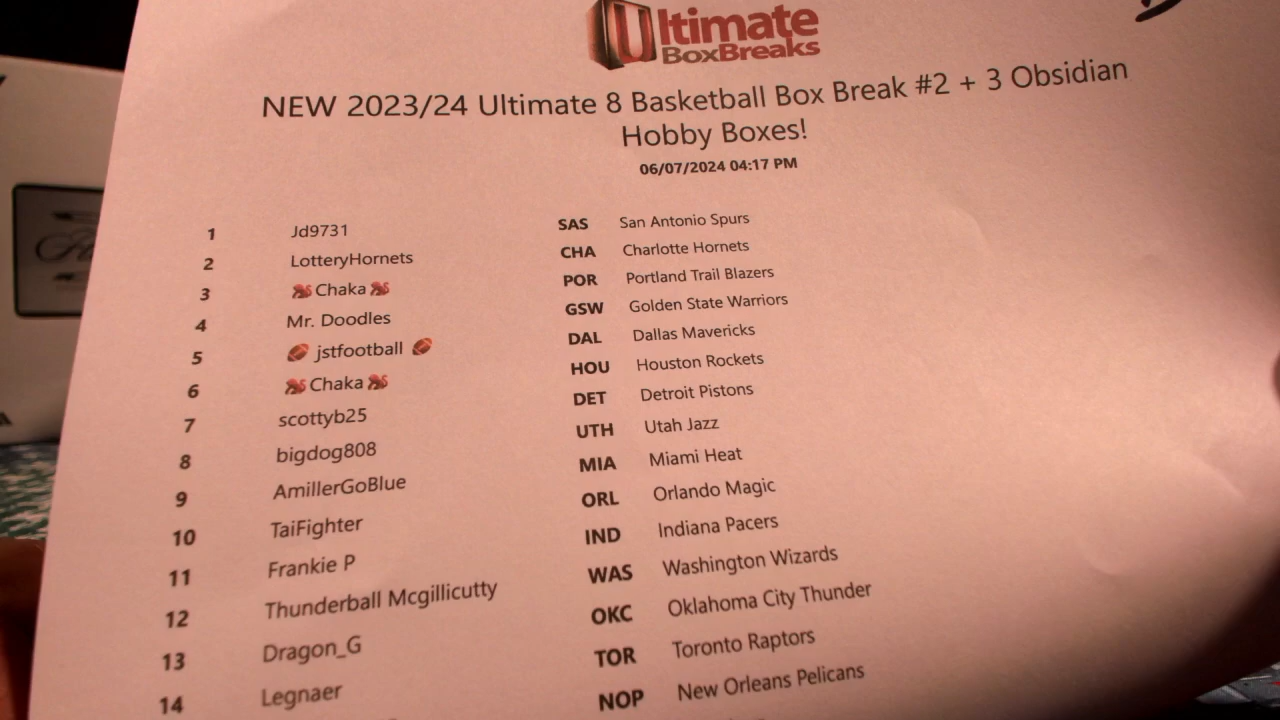 Ultimate
BoxBreaks
NEW 2023/24 Ultimate 8 Basketball Box Break #2 + 3 Obsidian
Hobby Boxes!
06/07/2024 04:17 PM
1 Jd9731 SAS San Antonio Spurs
2 LotteryHornets CHA Charlotte Hornets
3 Chaka POR Portland Trail Blazers
4 Mr. Doodles GSW Golden State Warriors
5 🏈 jstfootball 🏈 DAL Dallas Mavericks
6 Chaka HOU Houston Rockets
7 scottyb25 DET Detroit Pistons
8 bigdog808 UTH Utah Jazz
9 AmillerGoBlue MIA Miami Heat
10 TaiFighter ORL Orlando Magic
11 Frankie P IND Indiana Pacers
12 Thunderball Mcgillicutty WAS Washington Wizards
13 Dragon_G OKC Oklahoma City Thunder
14 Legnaer TOR Toronto Raptors
NOP New Orleans Pelicans